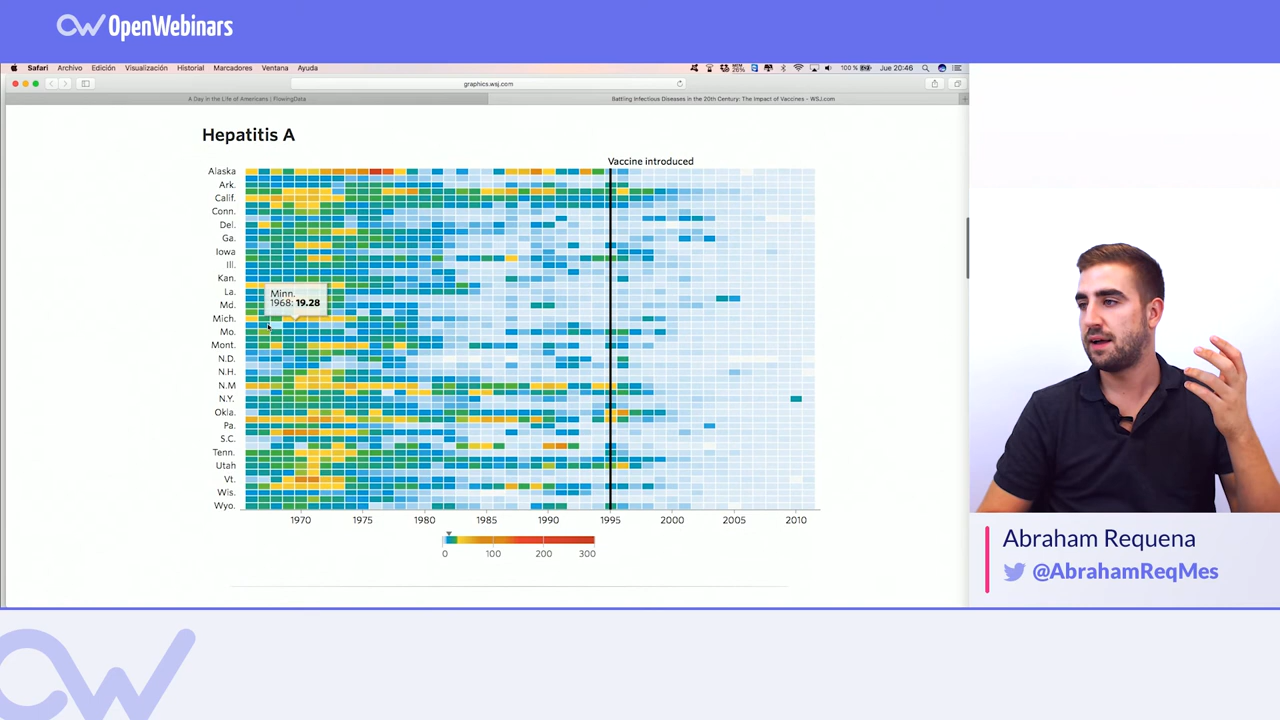 OpenWebinars
Safari Archivo Edición Visualización Historial Marcadores Ventana Ayuda
100 % Jue 20:46
graphics.wsj.com
A Day in the Life of Americans | FlowingData
Battling Infectious Diseases in the 20th Century: The Impact of Vaccines - WSJ.com
Hepatitis A
Vaccine introduced
Alaska
Ark.
Calif.
Conn.
Del.
Ga.
Iowa
Ill.
Kan.
La.
Minn.
1968: 19.28
Md.
Mich.
Mo.
Mont.
N.D.
N.H.
N.M
N.Y.
Okla.
Pa.
S.C.
Tenn.
Utah
Vt.
Wis.
Wyo.
1970 1975 1980 1985 1990 1995 2000 2005 2010
0 100 200 300
Abraham Requena
@AbrahamReqMes